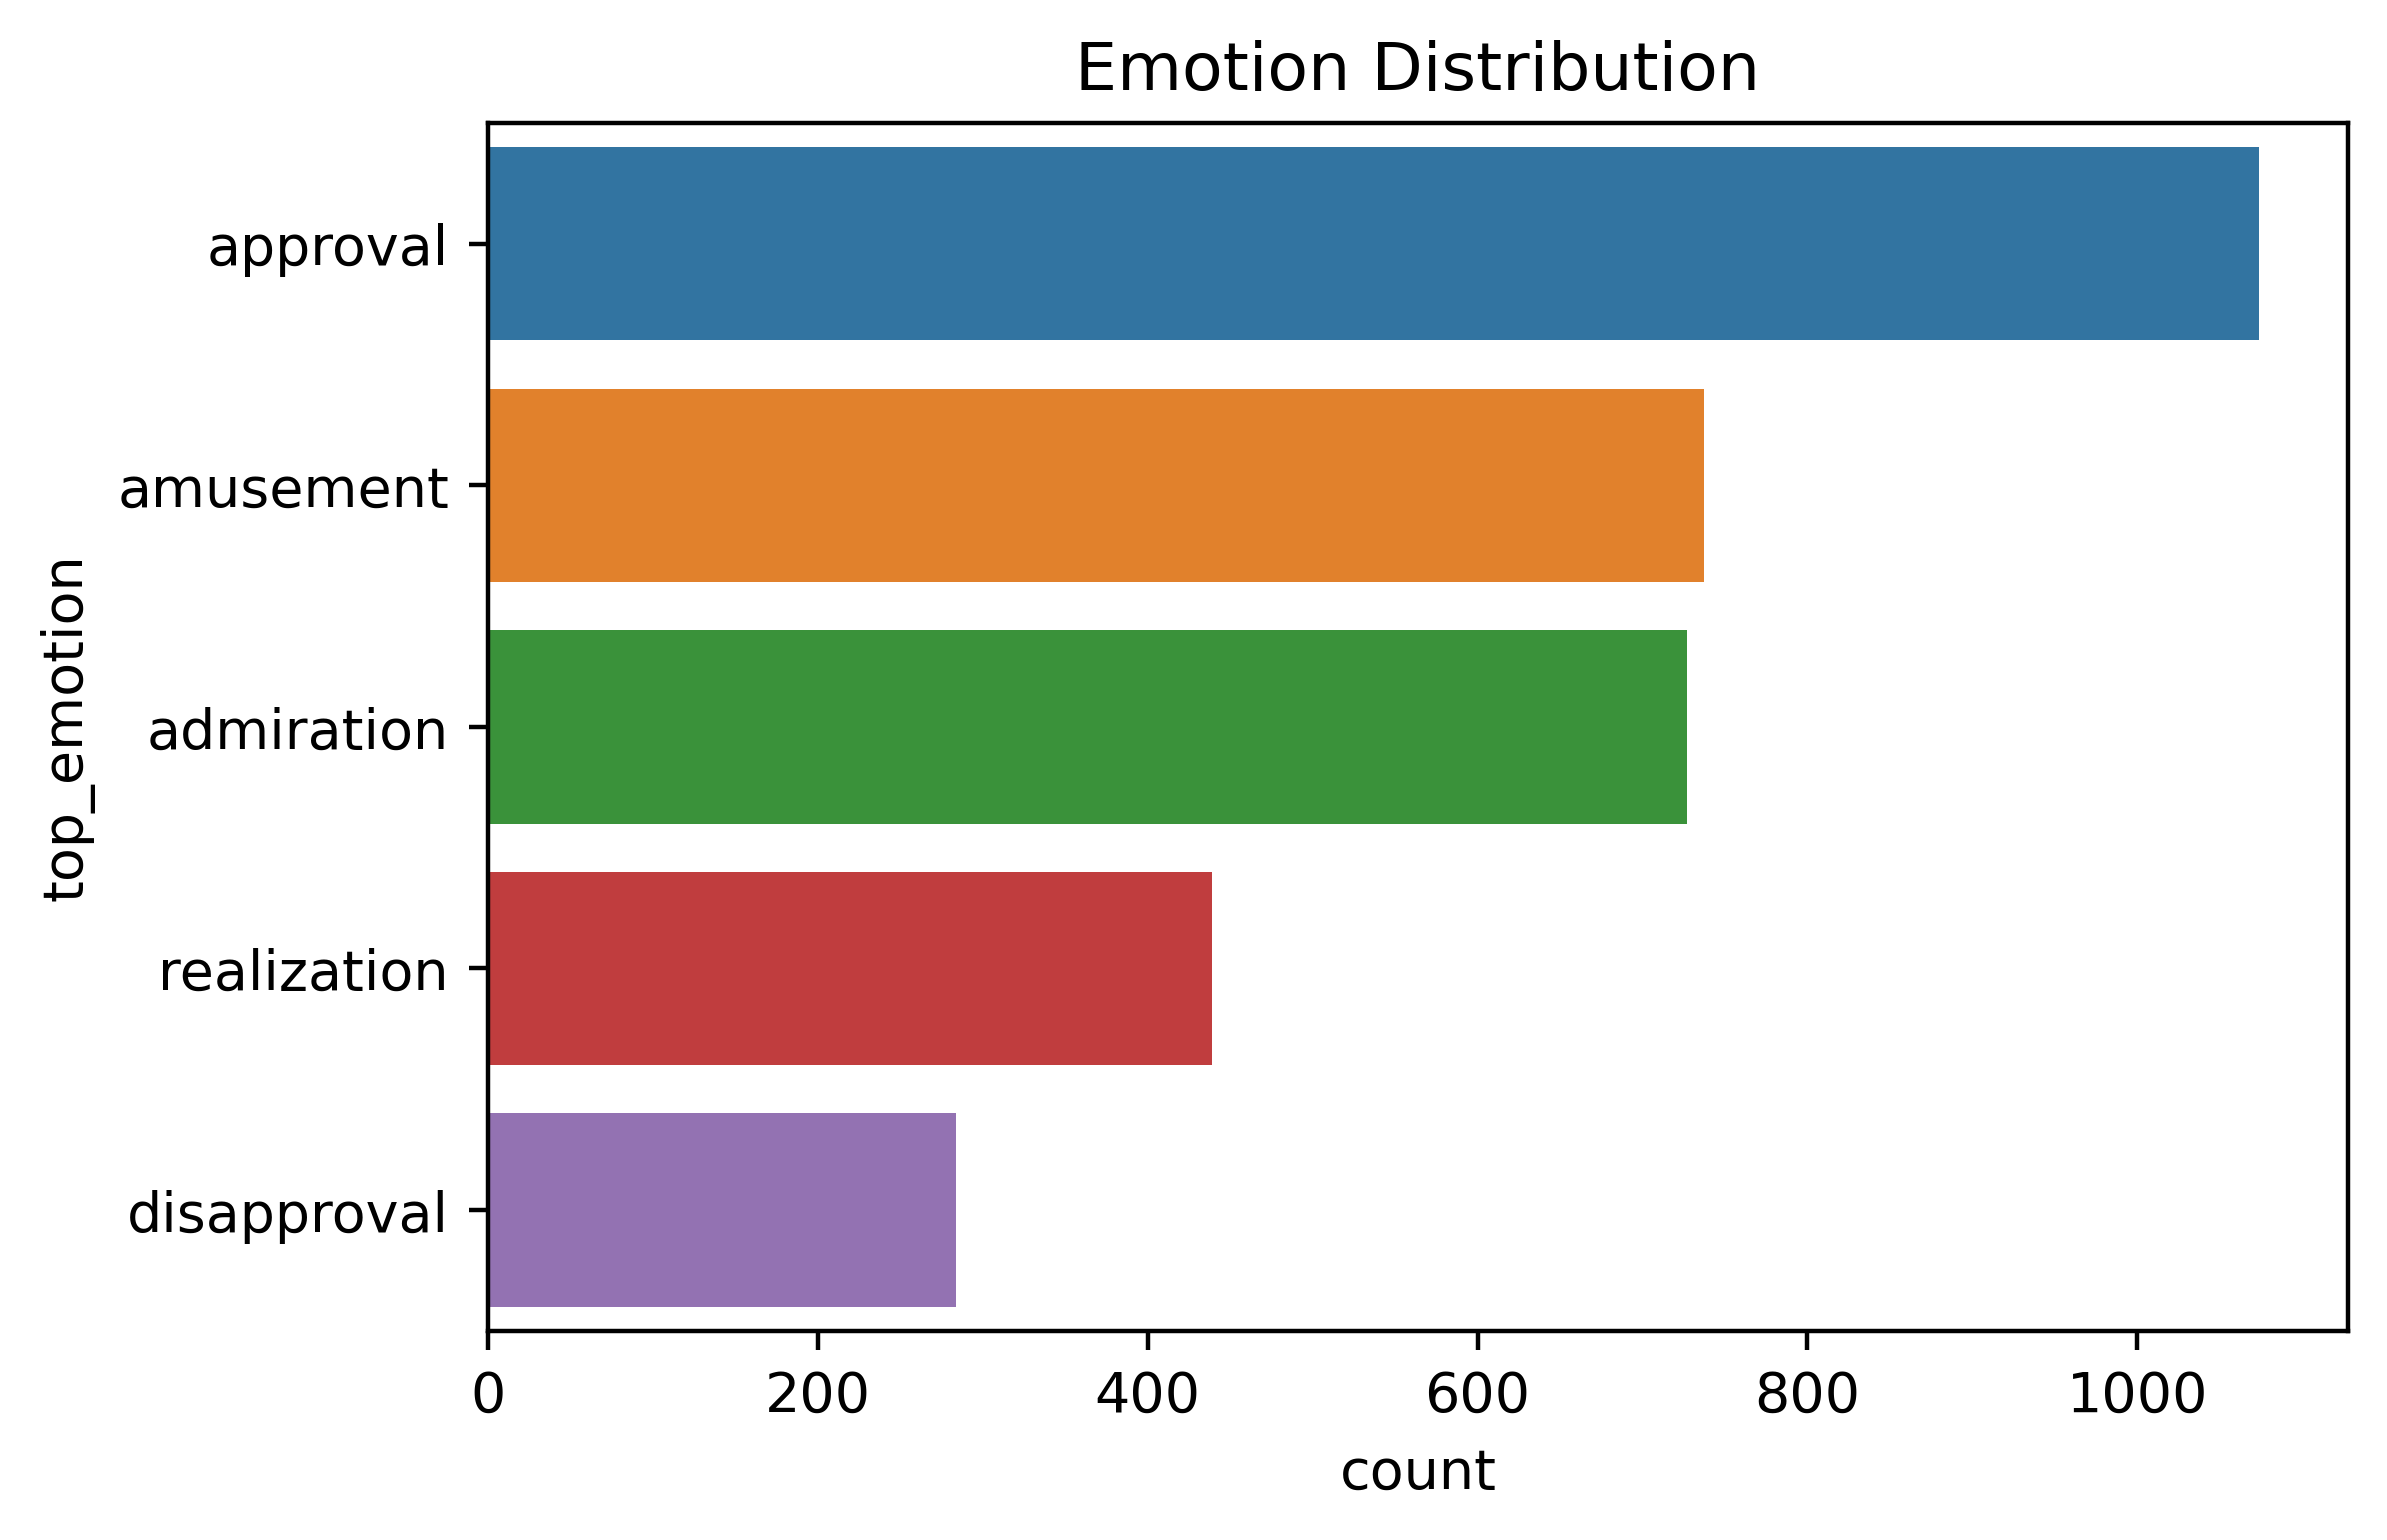 Emotion Distribution
approval
amusement
admiration
realization
disapproval
top_emotion
0 200 400 600 800 1000
count